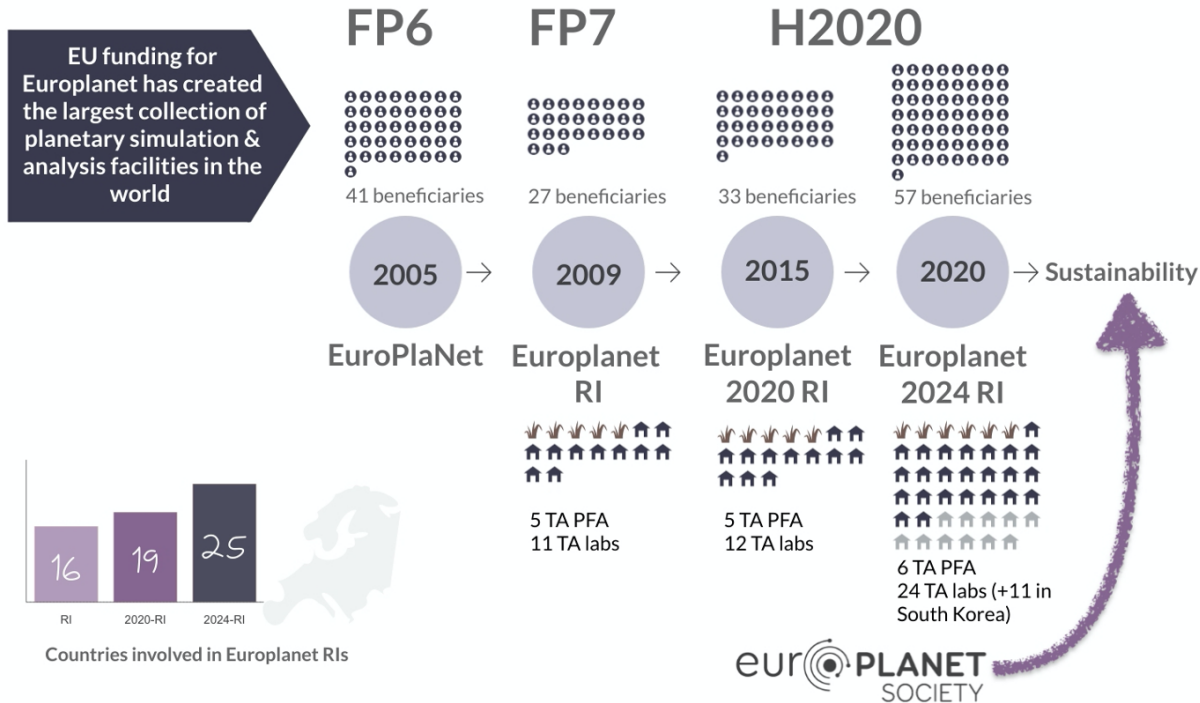 FP6
FP7
H2020
EU funding for
Europlanet has created
the largest collection of
planetary simulation &
analysis facilities in the
world
41 beneficiaries
27 beneficiaries
33 beneficiaries
57 beneficiaries
2005
2009
2015
2020
Sustainability
EuroPlaNet
Europlanet
RI
Europlanet
2020 RI
Europlanet
2024 RI
5 TA PFA
11 TA labs
5 TA PFA
12 TA labs
6 TA PFA
24 TA labs (+11 in
South Korea)
16
19
25
RI
2020-RI
2024-RI
Countries involved in Europlanet RIs
euroPLANET
SOCIETY